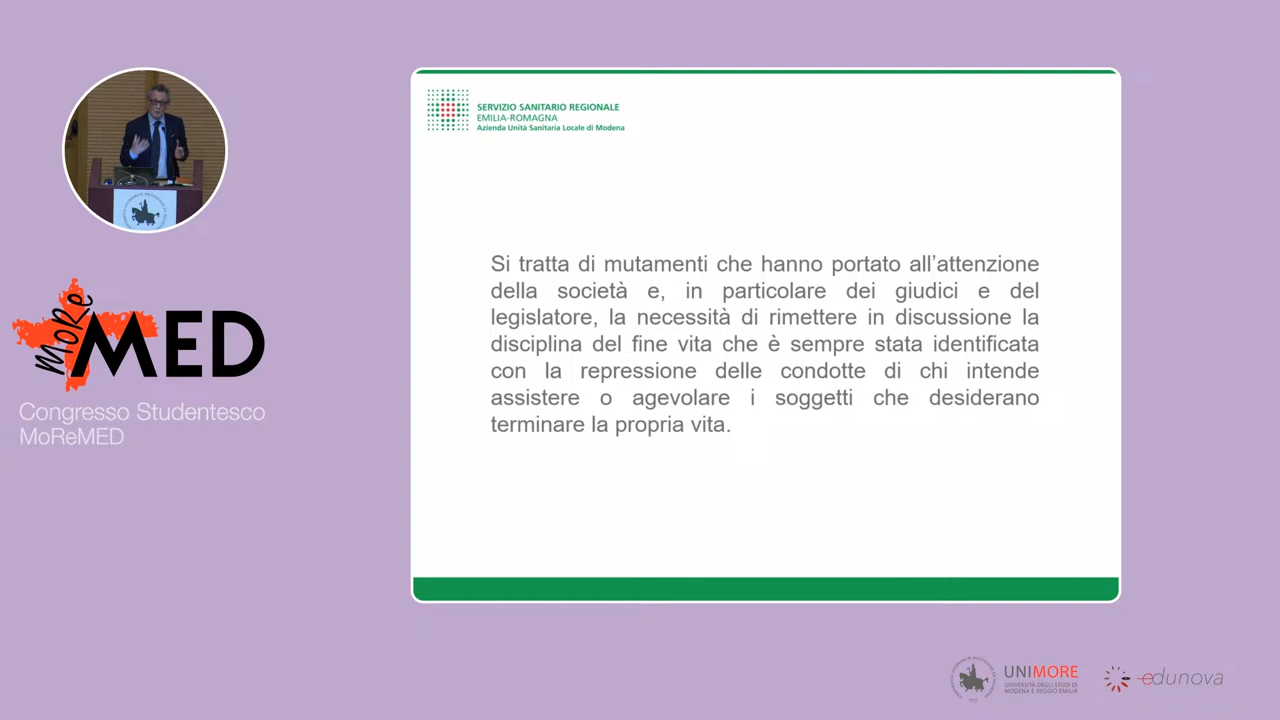 SERVIZIO SANITARIO REGIONALE
EMILIA-ROMAGNA
Azienda Unità Sanitaria Locale di Modena
Si tratta di mutamenti che hanno portato all’attenzione
della società e, in particolare dei giudici e del
legislatore, la necessità di rimettere in discussione la
disciplina del fine vita che è sempre stata identificata
con la repressione delle condotte di chi intende
assistere o agevolare i soggetti che desiderano
terminare la propria vita.
MoRe
MED
Congresso Studentesco
MoReMED
UNIMORE
UNIVERSITÀ DEGLI STUDI DI
MODENA E REGGIO EMILIA
edunova